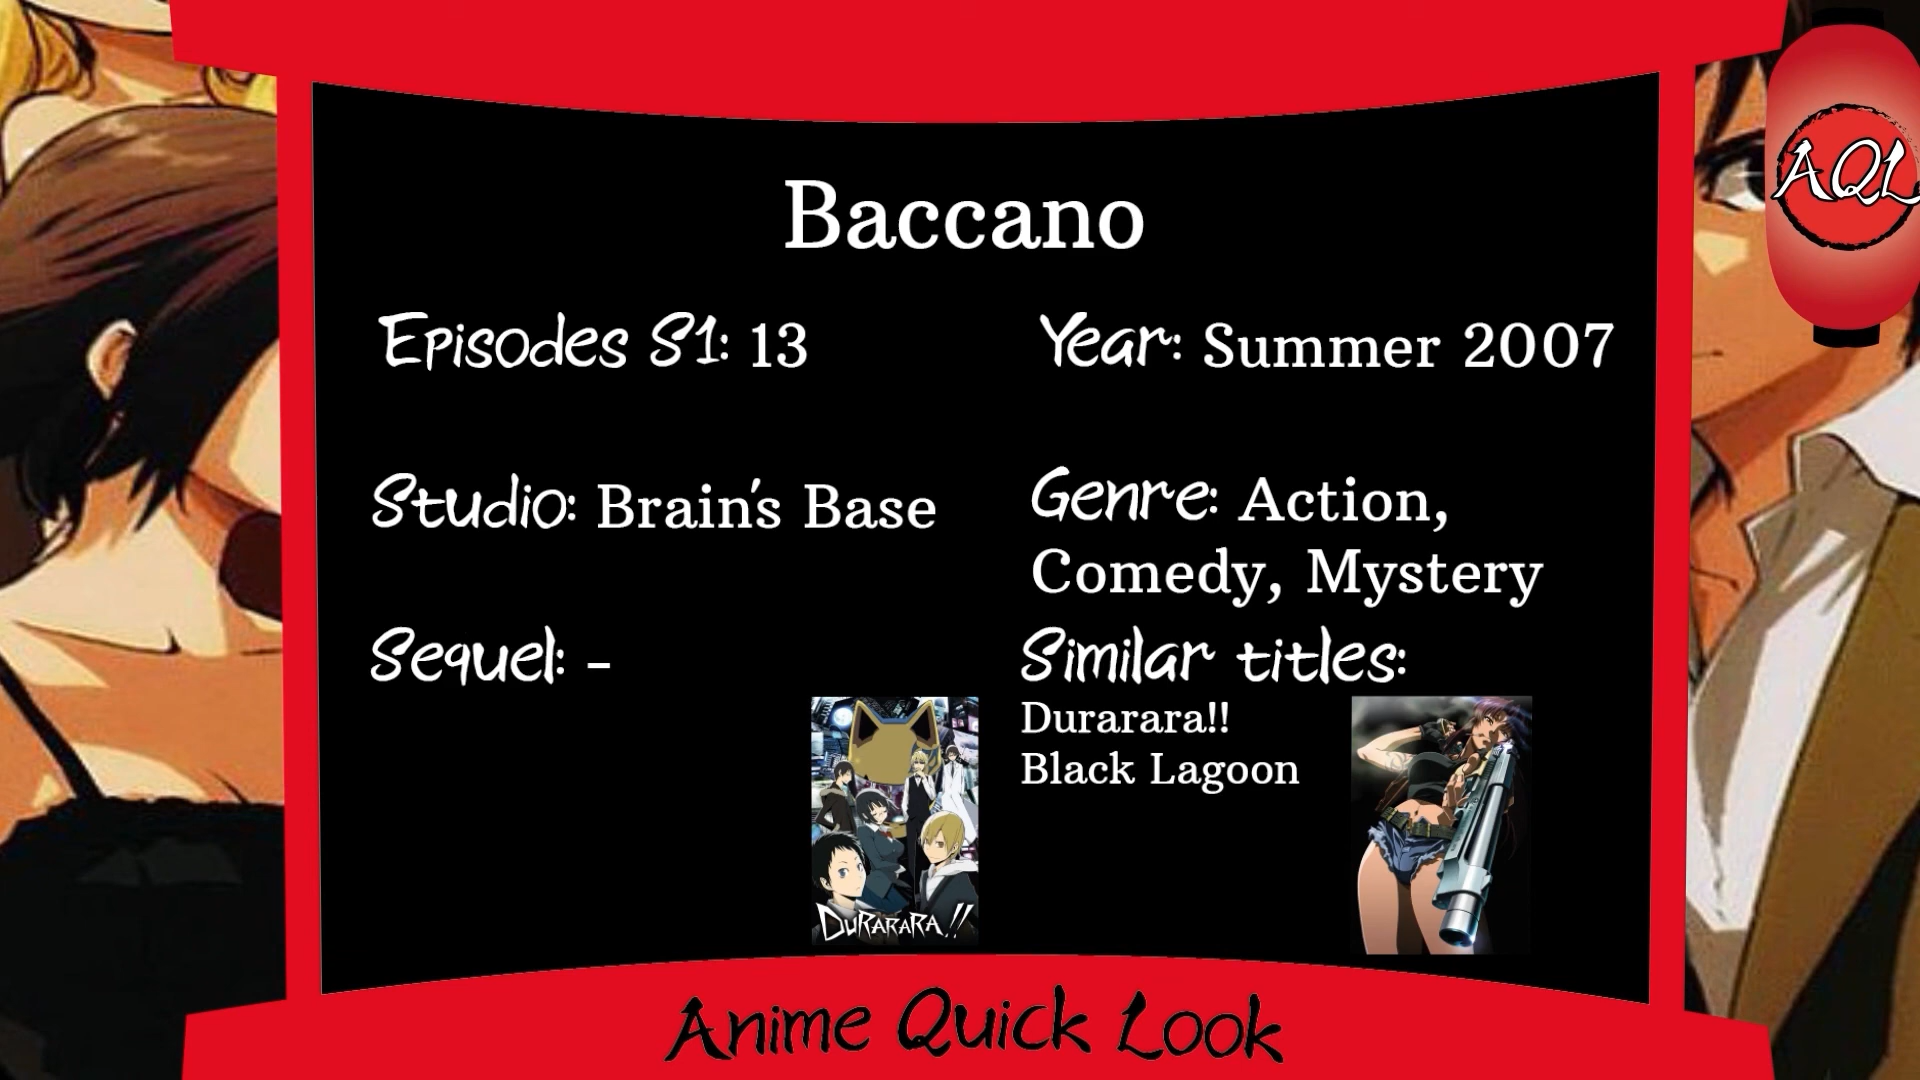 AQL
Baccano
Episodes S1: 13
Year: Summer 2007
Studio: Brain's Base
Genre: Action,
Comedy, Mystery
Sequel: -
Similar titles:
Durarara!!
Black Lagoon
DURARARA!!
Anime Quick Look